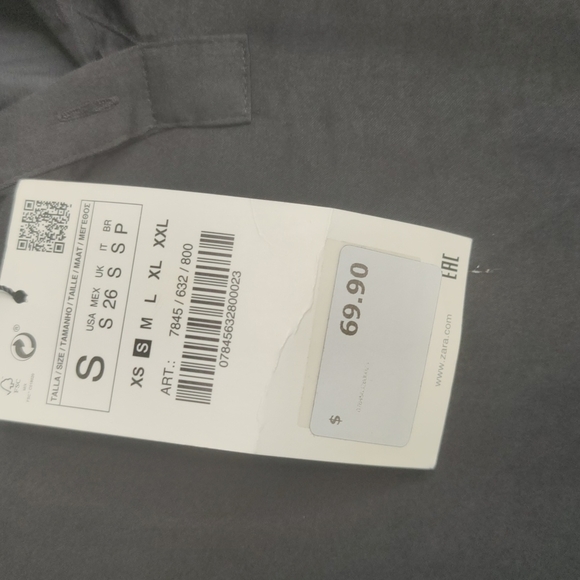 TALLA / SIZE / TAMANHO / TAILLE / MAAT / ΜΕΓΕΘΟΣ
S
USA MEX UK IT BR
S 26 S S P
XS S M L XL XXL
ART.: 7845 / 632 / 800
07845632800023
$
69.90
www.zara.com
EAC